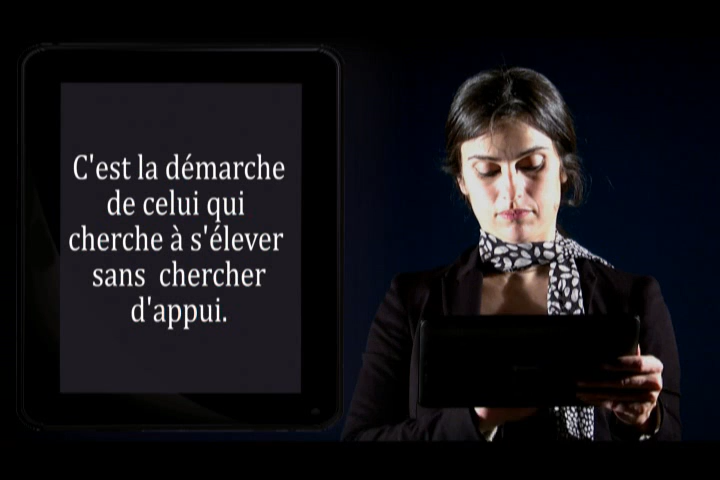 C'est la démarche
de celui qui
cherche à s'élever
sans chercher
d'appui.